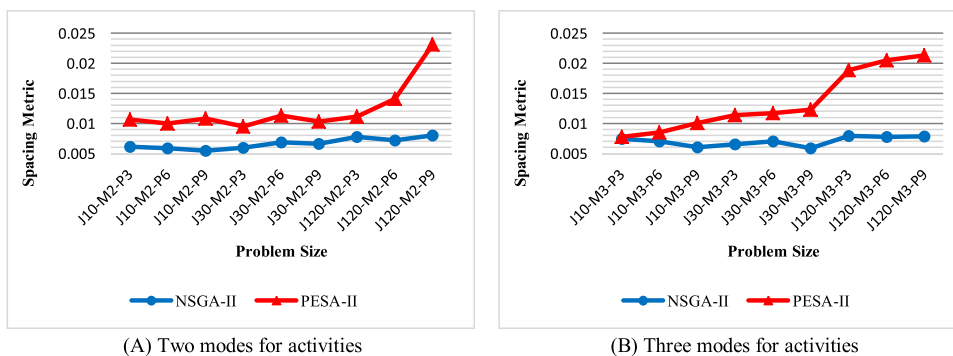 0.025
0.02
0.015
0.01
0.005
Spacing Metric
J10-M2-P3
J10-M2-P6
J10-M2-P9
J30-M2-P3
J30-M2-P6
J30-M2-P9
J120-M2-P3
J120-M2-P6
J120-M2-P9
Problem Size
NSGA-II PESA-II
(A) Two modes for activities
0.025
0.02
0.015
0.01
0.005
Spacing Metric
J10-M3-P3
J10-M3-P6
J10-M3-P9
J30-M3-P3
J30-M3-P6
J30-M3-P9
J120-M3-P3
J120-M3-P6
J120-M3-P9
Problem Size
NSGA-II PESA-II
(B) Three modes for activities